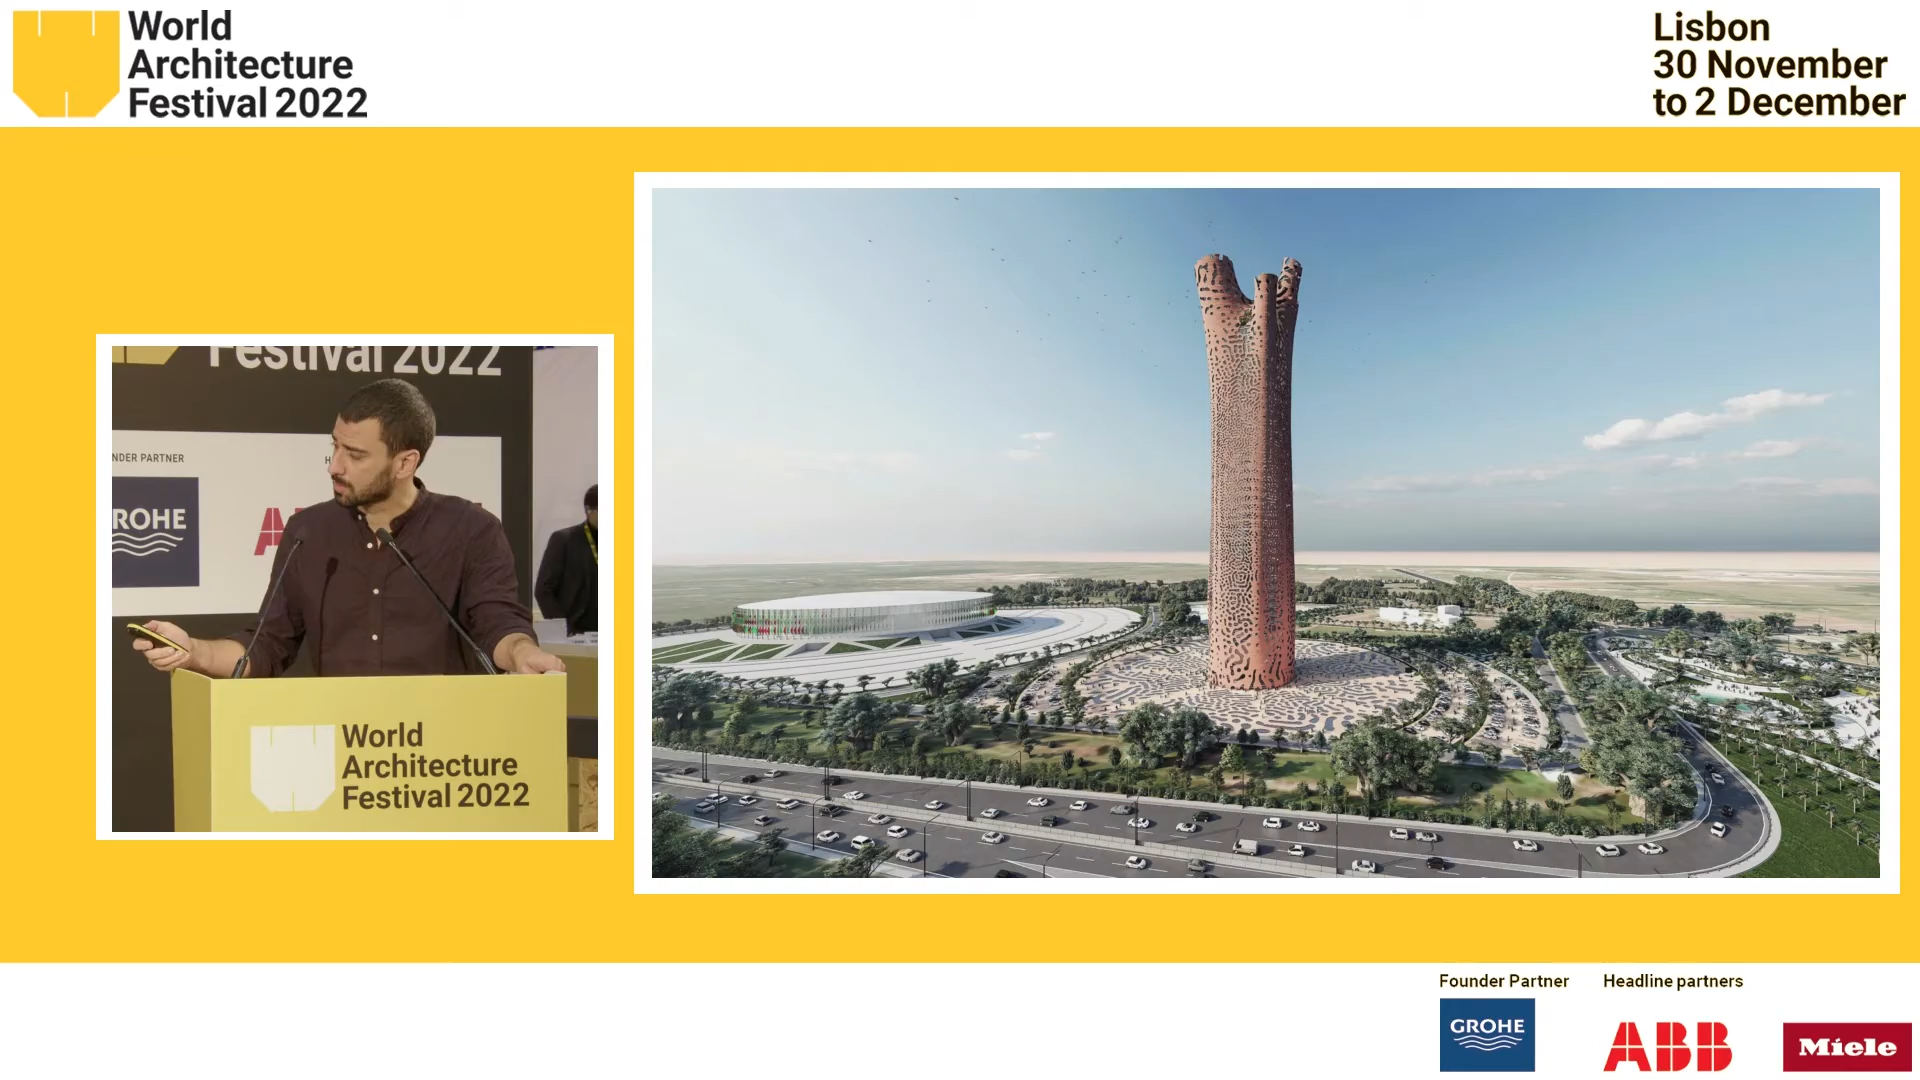 World
Architecture
Festival 2022
Lisbon
30 November
to 2 December
Festival 2022
NDER PARTNER
H
ROHE
A
World
Architecture
Festival 2022
Founder Partner
Headline partners
GROHE
ABB
Miele